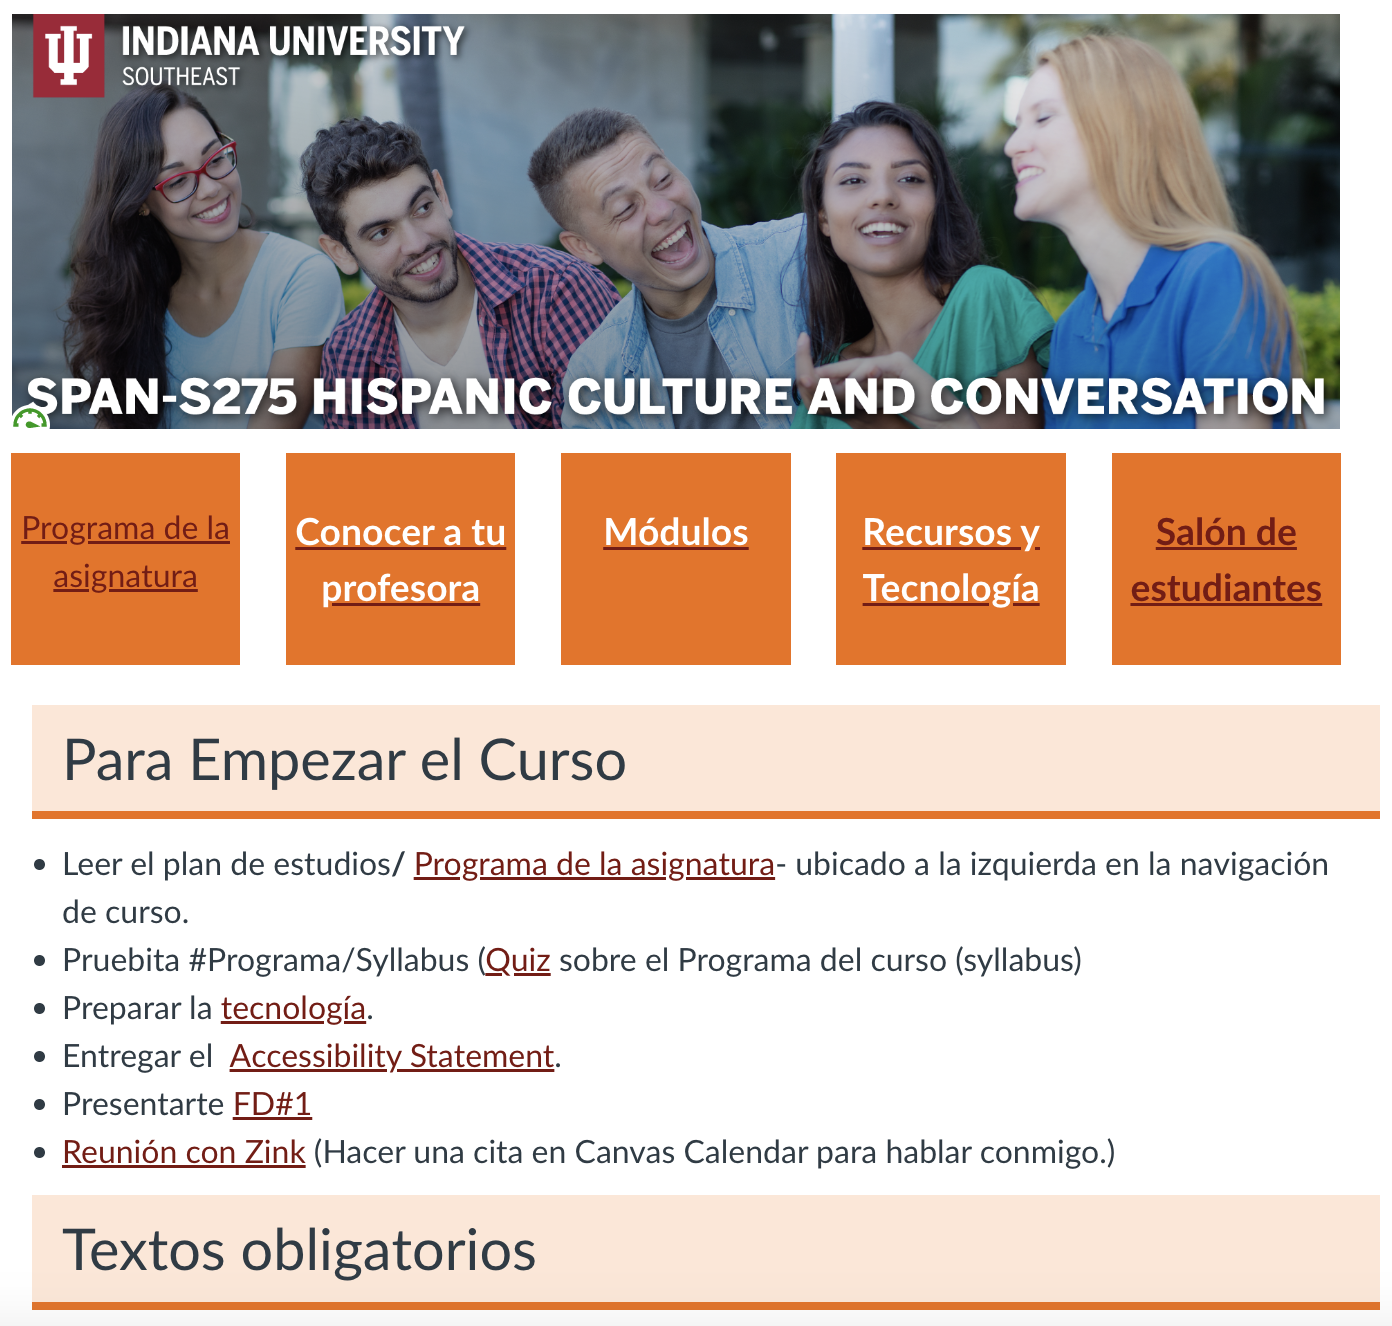 INDIANA UNIVERSITY
SOUTHEAST
SPAN-S275 HISPANIC CULTURE AND CONVERSATION
Programa de la
asignatura
Conocer a tu
profesora
Módulos
Recursos y
Tecnología
Salón de
estudiantes
Para Empezar el Curso
Leer el plan de estudios/ Programa de la asignatura- ubicado a la izquierda en la navigación
de curso.
Pruebita #Programa/Syllabus (Quiz sobre el Programa del curso (syllabus)
Preparar la tecnología.
Entregar el  Accessibility Statement.
Presentarte FD#1
Reunión con Zink (Hacer una cita en Canvas Calendar para hablar conmigo.)
Textos obligatorios